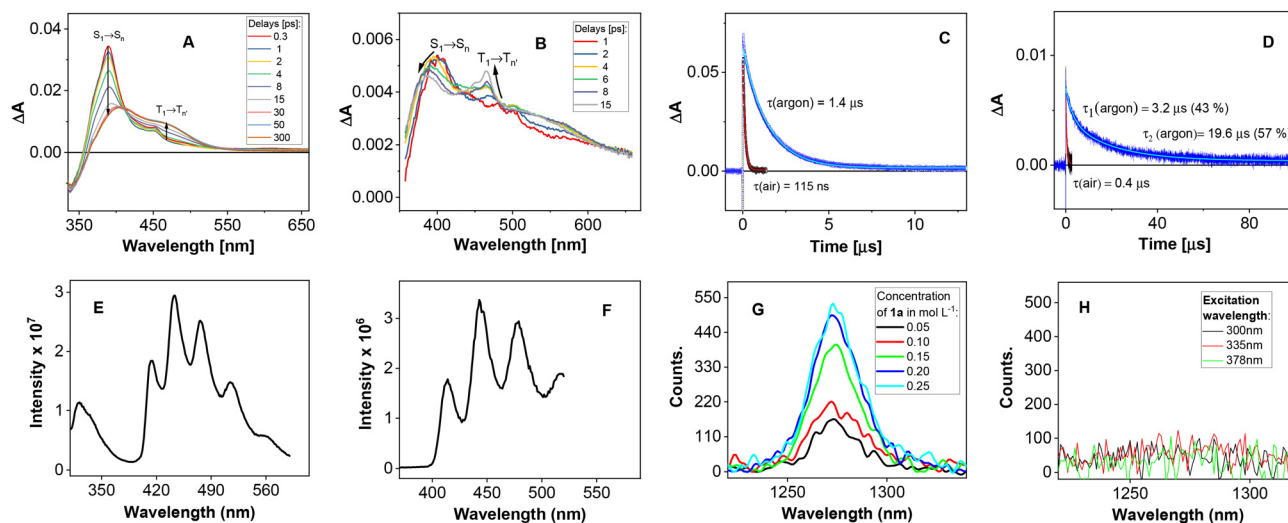 A
Delays [ps]:
0.3
1
2
4
8
15
30
50
300
S1→Sn
T1→Tn'
0.04
0.02
0.00
ΔA
350
450
550
650
Wavelength [nm]
B
Delays [ps]:
1
2
4
6
8
15
S1→Sn
T1→Tn'
0.006
0.004
0.002
0.000
ΔA
400
500
600
Wavelength [nm]
C
τ(argon) = 1.4 μs
τ(air) = 115 ns
0.05
0.00
ΔA
0
5
10
Time [μs]
D
τ1(argon) = 3.2 μs (43 %)
τ2 (argon)= 19.6 μs (57 %
τ(air) = 0.4 μs
0.01
0.00
ΔA
0
40
80
Time [μs]
E
3
2
1
0
Intensity x 10⁷
350
420
490
560
Wavelength (nm)
F
4
3
2
1
0
Intensity x 10⁶
400
450
500
550
Wavelength (nm)
G
Concentration
of 1a in mol L⁻¹:
0.05
0.10
0.15
0.20
0.25
550
440
330
220
110
0
Counts.
1250
1300
Wavelength (nm)
H
Excitation
wavelength:
300nm
335nm
378nm
500
400
300
200
100
0
Counts.
1250
1300
Wavelength (nm)